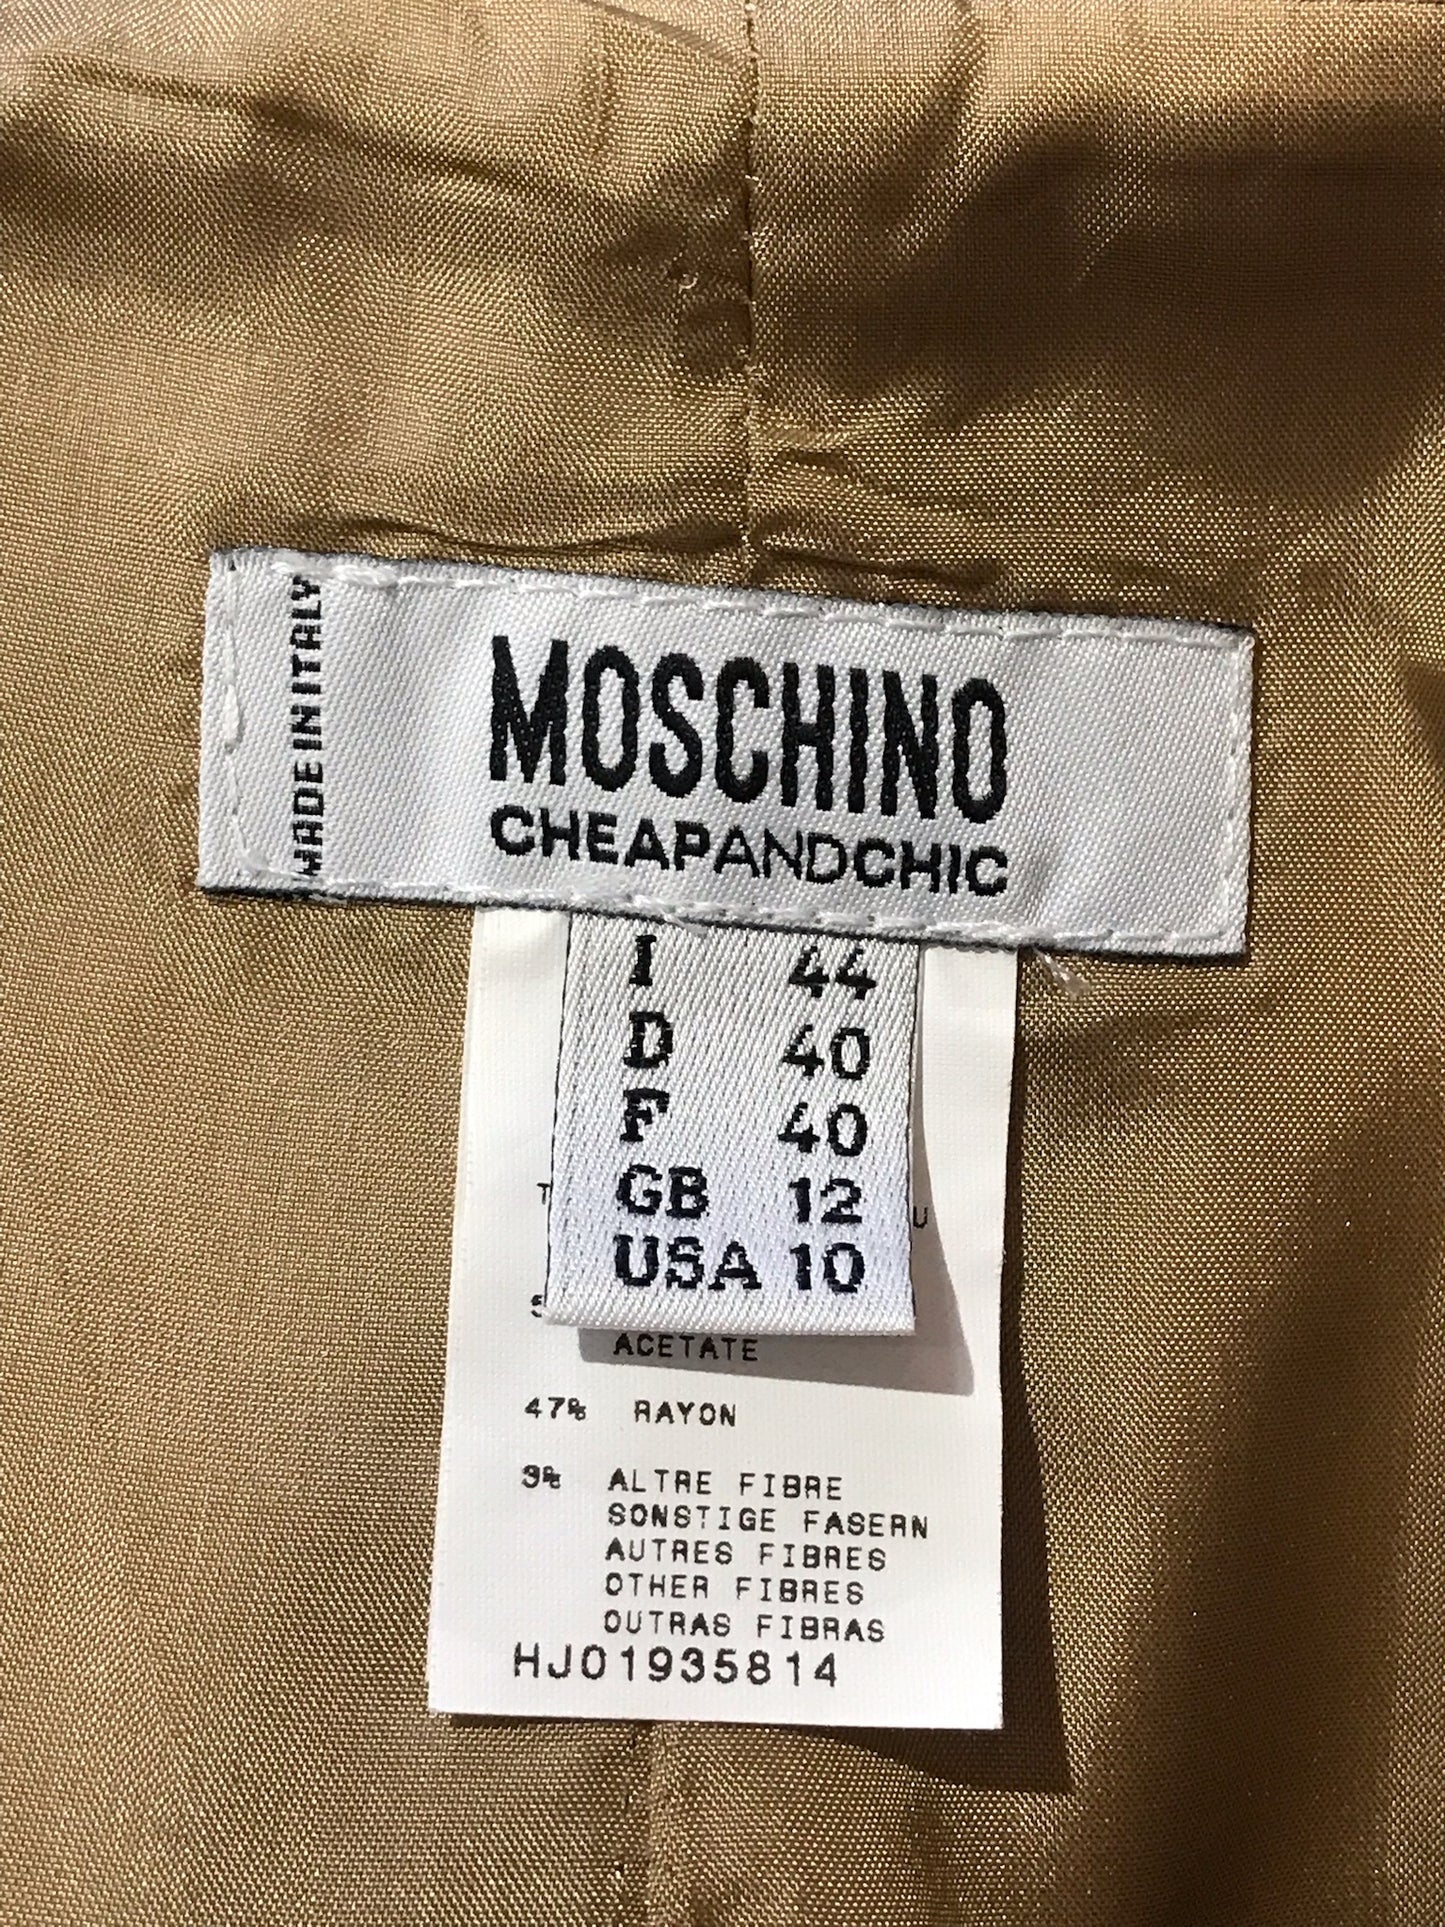 MADE IN ITALY
MOSCHINO
CHEAPANDCHIC
I 44
D 40
F 40
GB 12
USA 10
ACETATE
47% RAYON
3% ALTRE FIBRE
SONSTIGE FASERN
AUTRES FIBRES
OTHER FIBRES
OUTRAS FIBRAS
HJ01935814